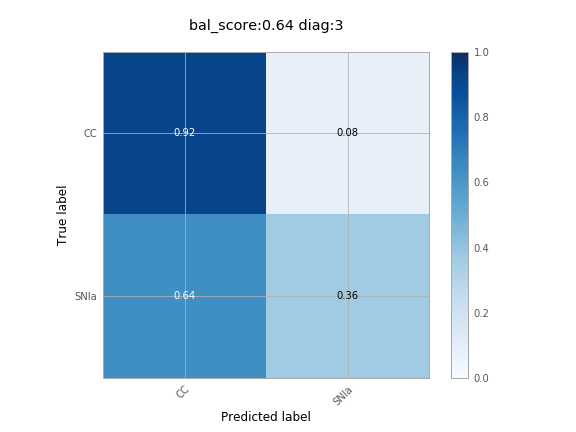 bal_score:0.64 diag:3
1.0
0.8
0.6
0.4
0.2
0.0
True label
CC
0.92
0.08
SNIa
0.64
0.36
CC
SNIa
Predicted label